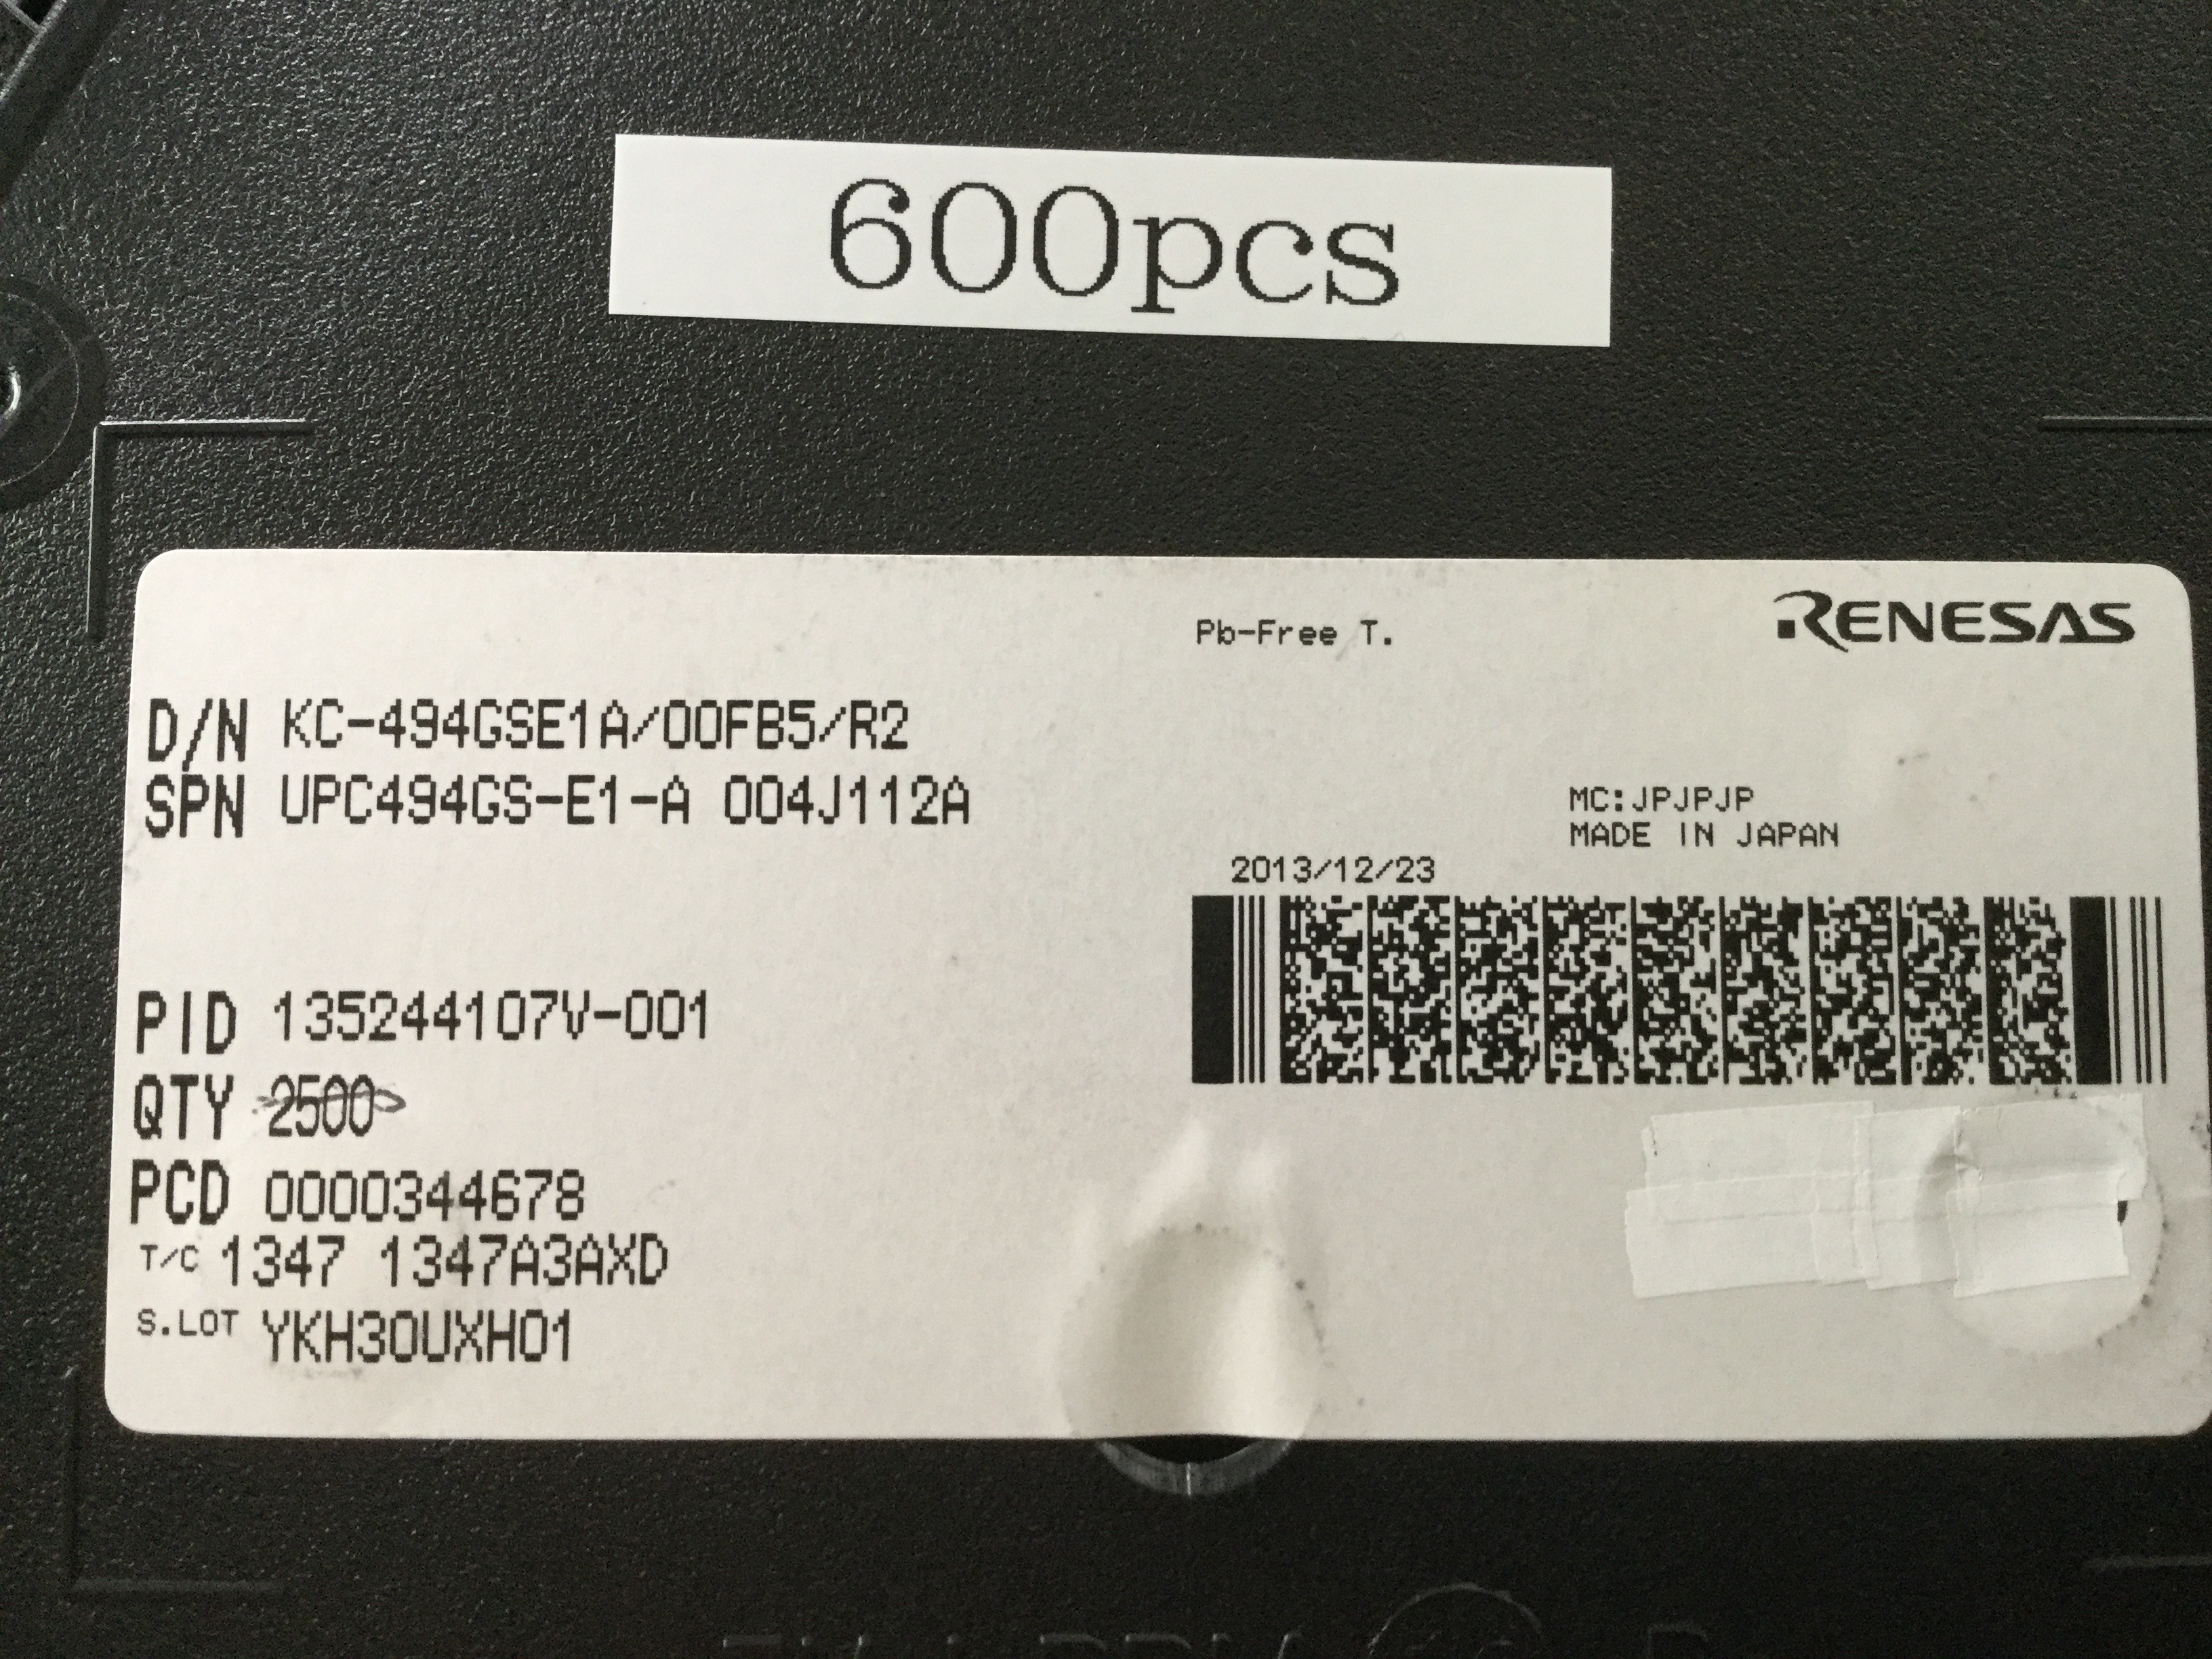 600pcs
Pb-Free T.
RENESAS
D/N KC-494GSE1A/00FB5/R2
SPN UPC494GS-E1-A 004J112A
MC:JPJPJP
MADE IN JAPAN
2013/12/23
PID 135244107V-001
QTY 2500
PCD 0000344678
T/C 1347 1347A3AXD
S.LOT YKH30UXH01